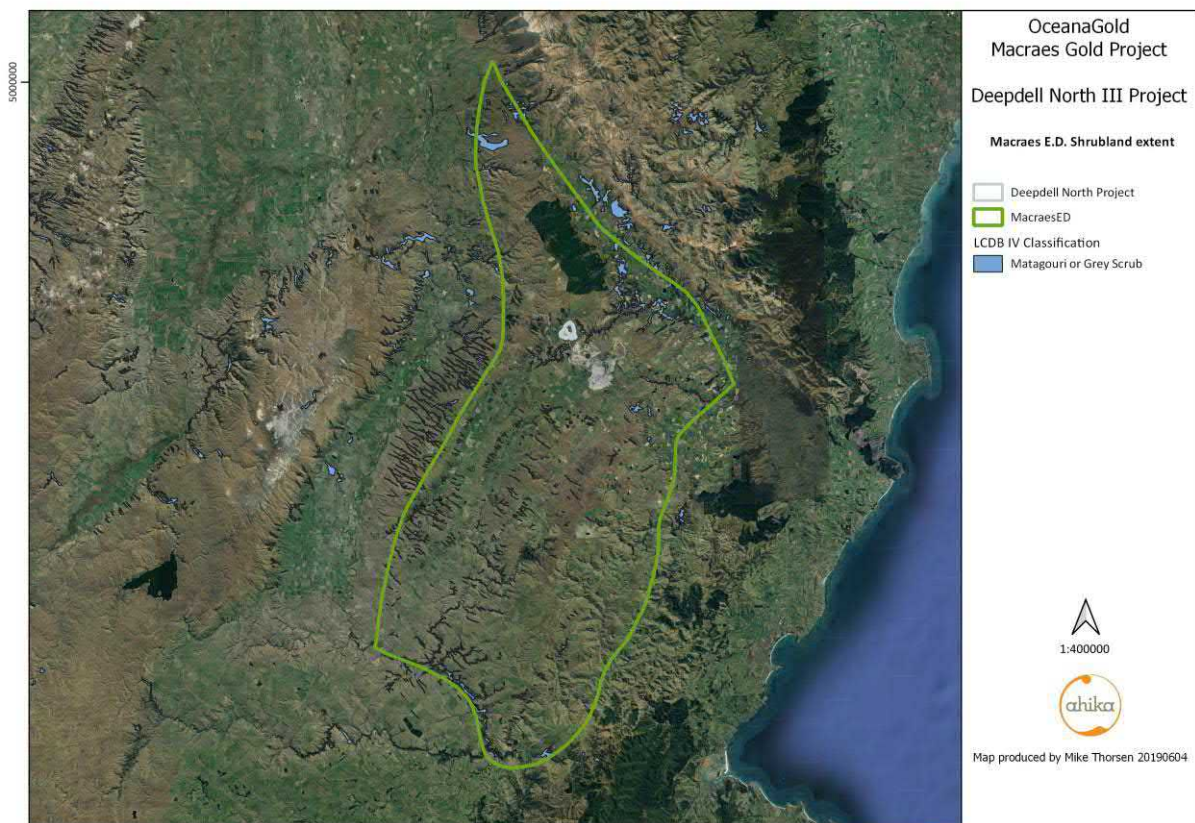 OceanaGold
Macraes Gold Project
Deepdell North III Project
Macraes E.D. Shrubland extent
Deepdell North Project
MacraesED
LCDB IV Classification
Matagouri or Grey Scrub
1:400000
ahika
Map produced by Mike Thorsen 20190604
5000000